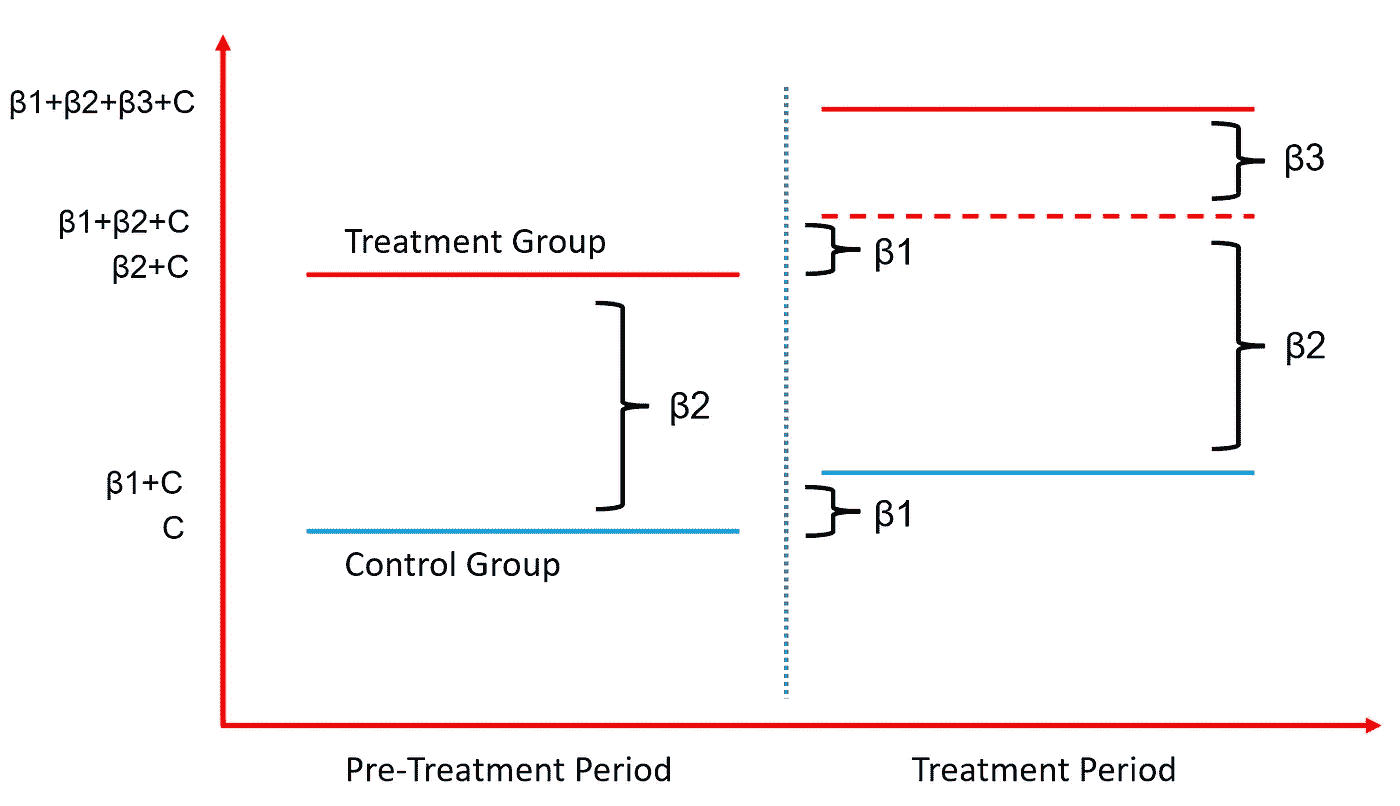 β1+β2+β3+C
β3
β1+β2+C
Treatment Group
β1
β2+C
β2
β2
β1+C
β1
C
Control Group
Pre-Treatment Period
Treatment Period